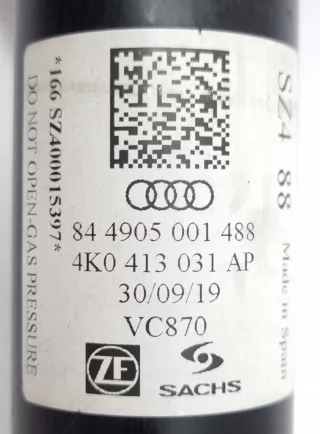 *166 SZ400015397*
DO NOT OPEN-GAS PRESSURE
84 4905 001 488
4K0 413 031 AP
30/09/19
VC870
ZF
SACHS
SZ4 88
Made in Spain